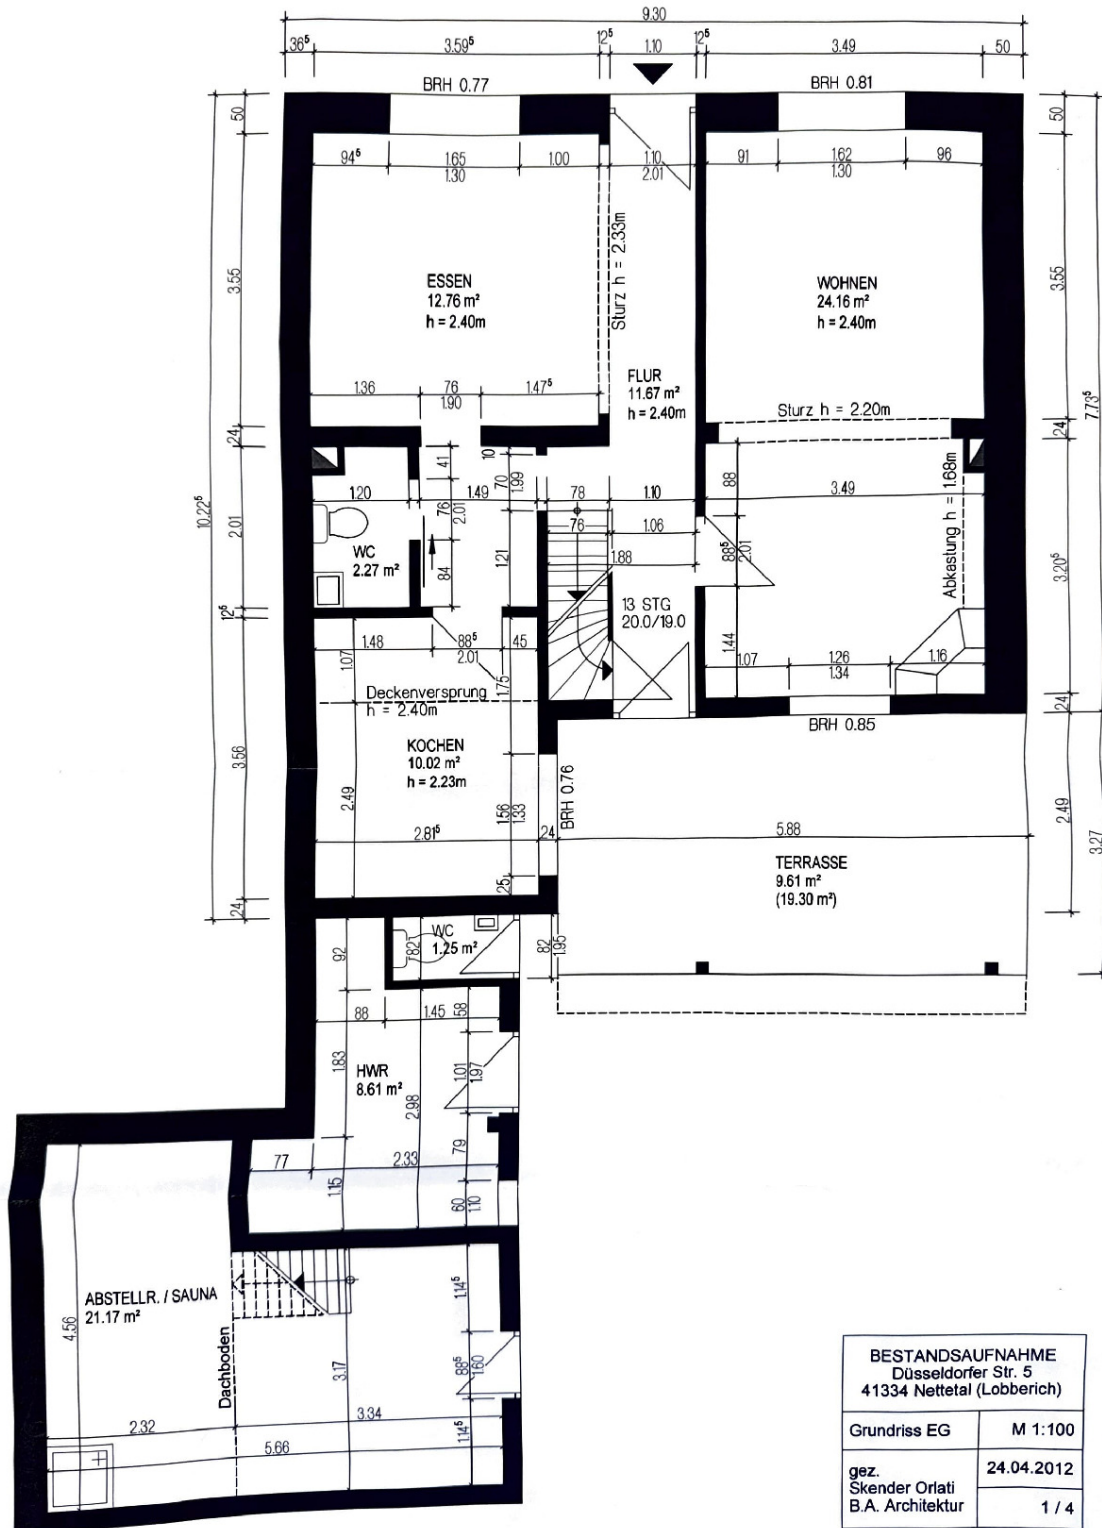 9.30
36⁵ 3.59⁵ 12⁵ 1.10 12⁵ 3.49 50
BRH 0.77
BRH 0.81
50
50
94⁵ 1.65 1.00 1.10 91 1.62 96
1.30 2.01 1.30
Sturz h = 2.33m
3.55
3.55
ESSEN
12.76 m²
h = 2.40m
WOHNEN
24.16 m²
h = 2.40m
FLUR
11.67 m²
h = 2.40m
1.36 76 1.47⁵
1.90
Sturz h = 2.20m
7.73⁵
24
24
10.22⁵
2.01
41
10
70
1.99
88
1.20 1.49 78 1.10 3.49
76
2.01
76 1.06
1.88
88⁵
2.01
Abkastung h = 1.68m
3.20⁵
WC
2.27 m²
84
1.21
13 STG
20.0/19.0
12⁵
1.48 88⁵ 45
2.01
1.07
1.75
1.44
1.07 1.26 1.16
1.34
Deckenversprung
h = 2.40m
24
BRH 0.85
KOCHEN
10.02 m²
h = 2.23m
3.56
2.49
1.56
1.33
BRH 0.76
2.49
3.27
2.81⁵ 24 5.88
TERRASSE
9.61 m²
(19.30 m²)
25
24
WC
1.25 m²
92
82
82
1.95
88 1.45
58
1.83
HWR
8.61 m²
2.98
1.01
1.97
77 2.33
79
1.15
60
1.10
ABSTELLR. / SAUNA
21.17 m²
4.56
Dachboden
3.17
1.14⁵
88⁵
1.60
1.14⁵
2.32 3.34
5.66
BESTANDSAUFNAHME
Düsseldorfer Str. 5
41334 Nettetal (Lobberich)
Grundriss EG M 1:100
gez. 24.04.2012
Skender Orlati
B.A. Architektur 1 / 4